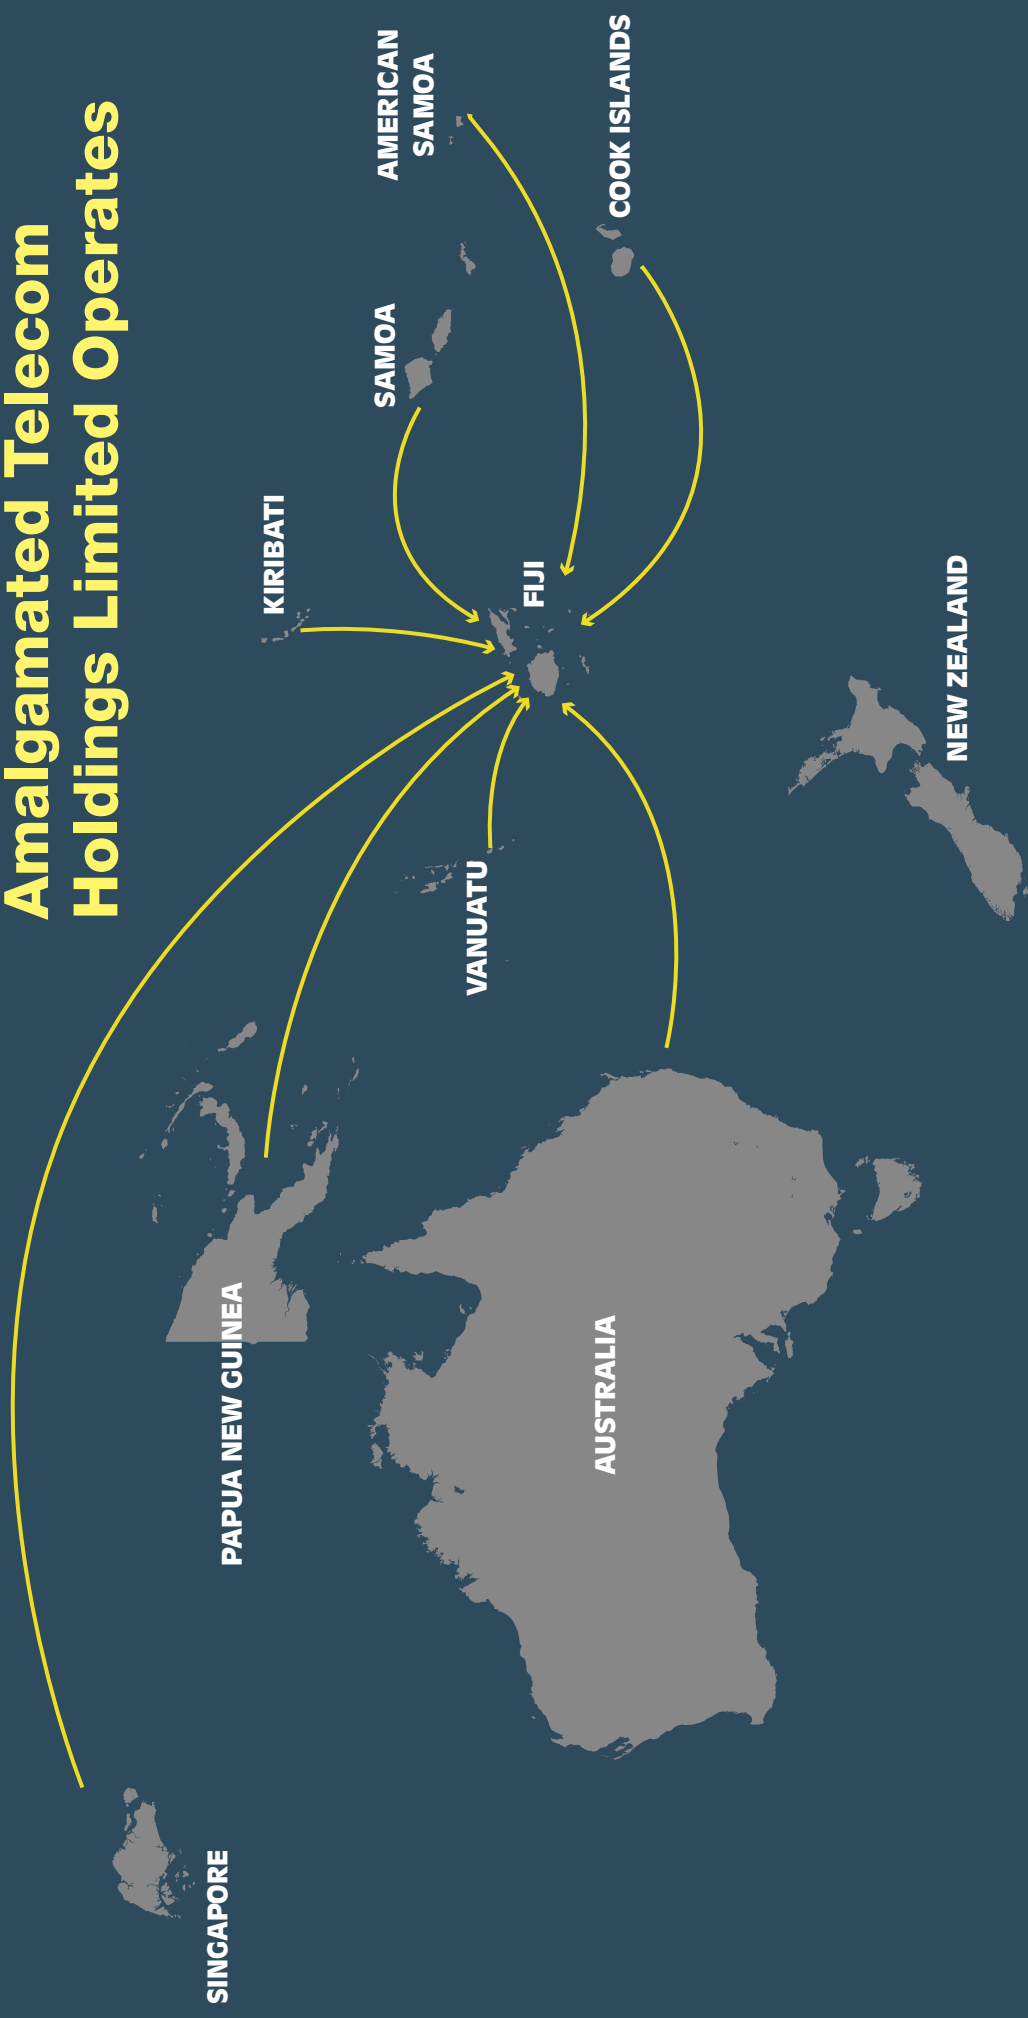 Amalgamated Telecom
Holdings Limited Operates
SINGAPORE
PAPUA NEW GUINEA
KIRIBATI
SAMOA
AMERICAN
SAMOA
VANUATU
FIJI
COOK ISLANDS
AUSTRALIA
NEW ZEALAND